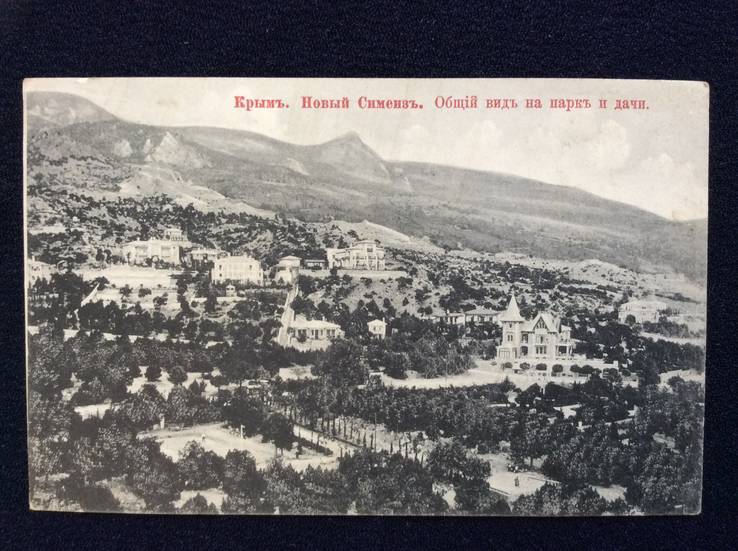 Крымъ. Новый Симеизъ. Общій видъ на паркъ и дачи.